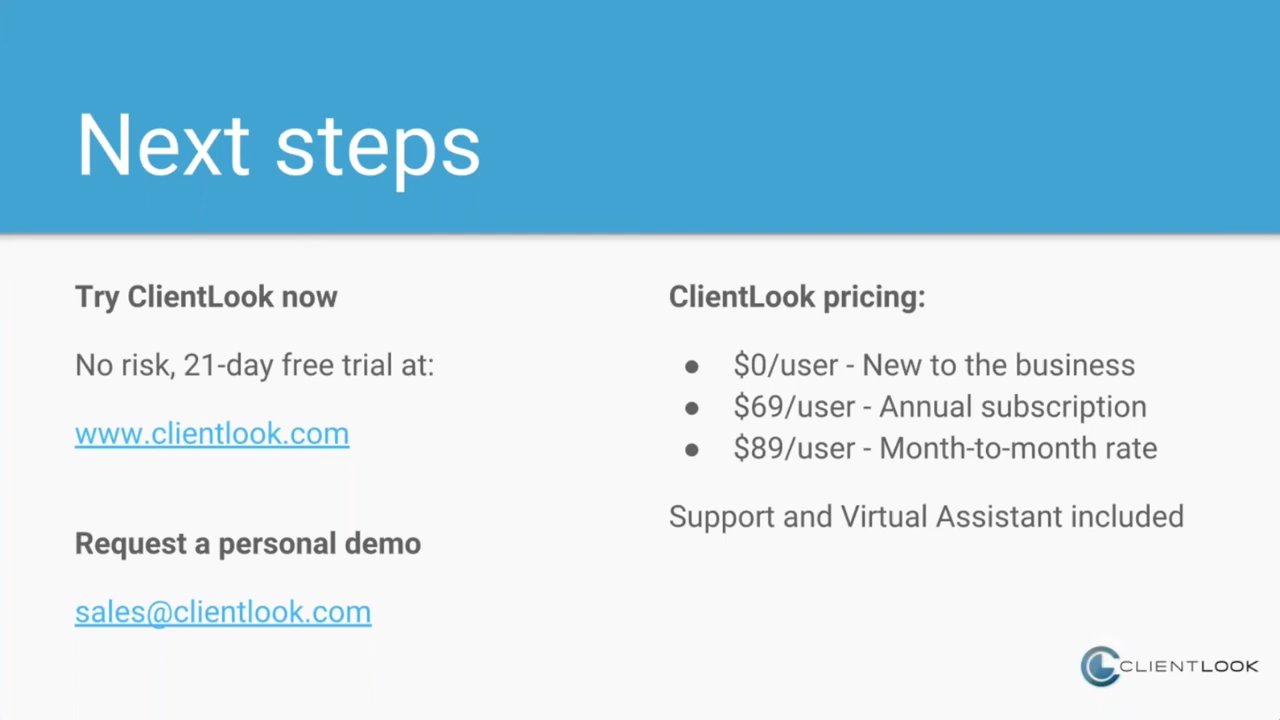 Next steps
Try ClientLook now
No risk, 21-day free trial at:
www.clientlook.com
Request a personal demo
sales@clientlook.com
ClientLook pricing:
● $0/user - New to the business
● $69/user - Annual subscription
● $89/user - Month-to-month rate
Support and Virtual Assistant included
CLIENTLOOK